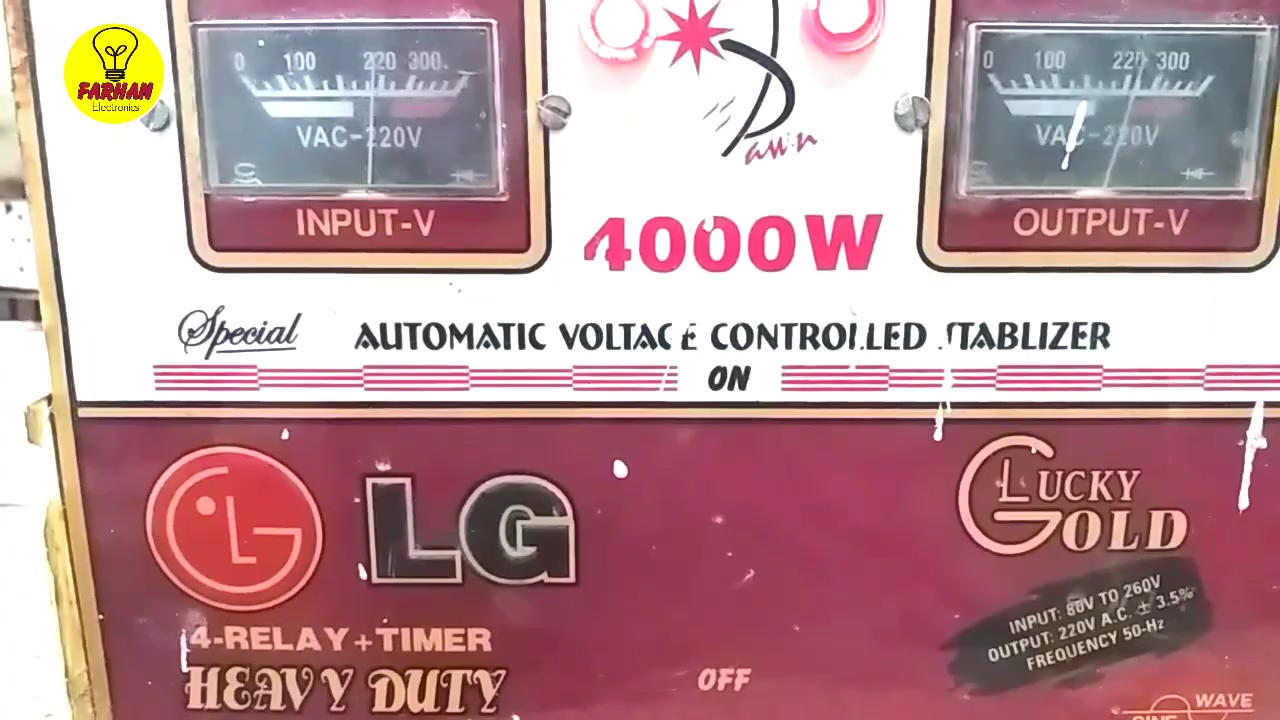 FARHAN
Electronics
0 100 220 300
VAC-220V
INPUT-V
4000W
0 100 220 300
VAC-220V
OUTPUT-V
Special AUTOMATIC VOLTAGE CONTROLLED STABLIZER
ON
LG
4-RELAY+TIMER
HEAVY DUTY
OFF
LUCKY
GOLD
INPUT: 80V TO 260V
OUTPUT: 220V A.C. ± 3.5%
FREQUENCY 50-Hz
WAVE
SINE